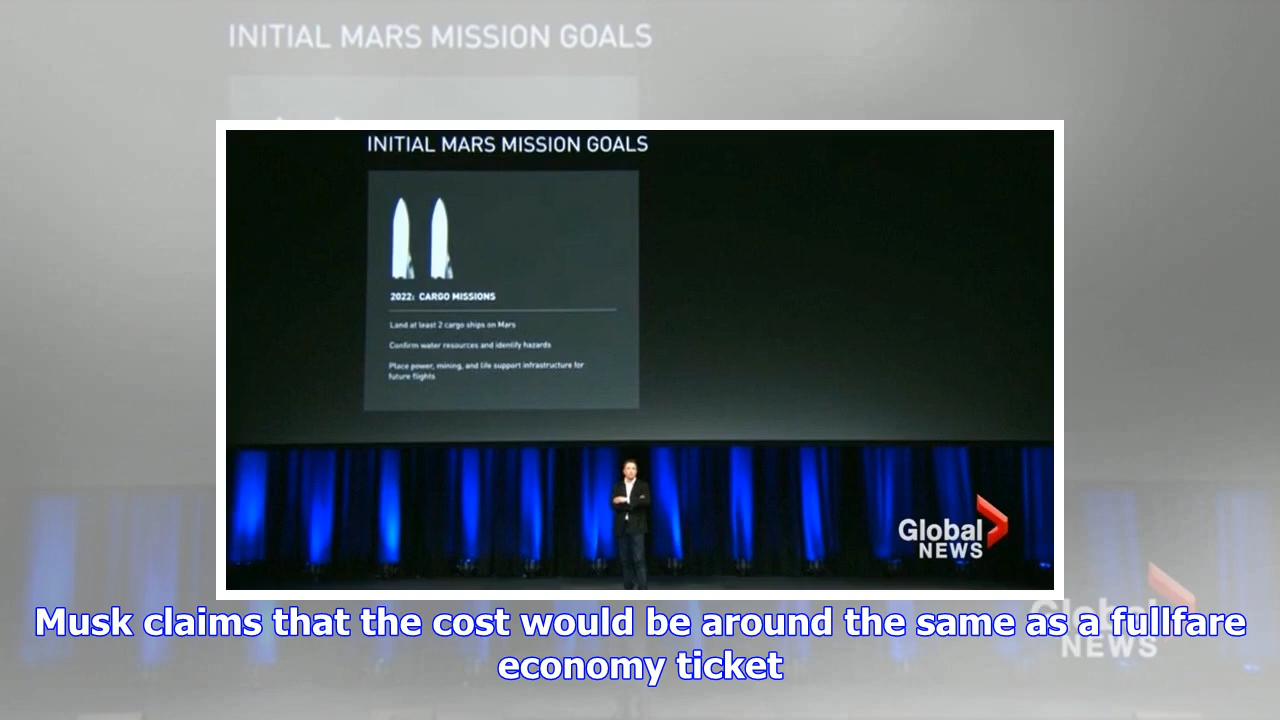 INITIAL MARS MISSION GOALS
INITIAL MARS MISSION GOALS
2022: CARGO MISSIONS
Land at least 2 cargo ships on Mars
Confirm water resources and identify hazards
Place power, mining, and life support infrastructure for
future flights
Global
NEWS
Global
NEWS
Musk claims that the cost would be around the same as a fullfare
economy ticket